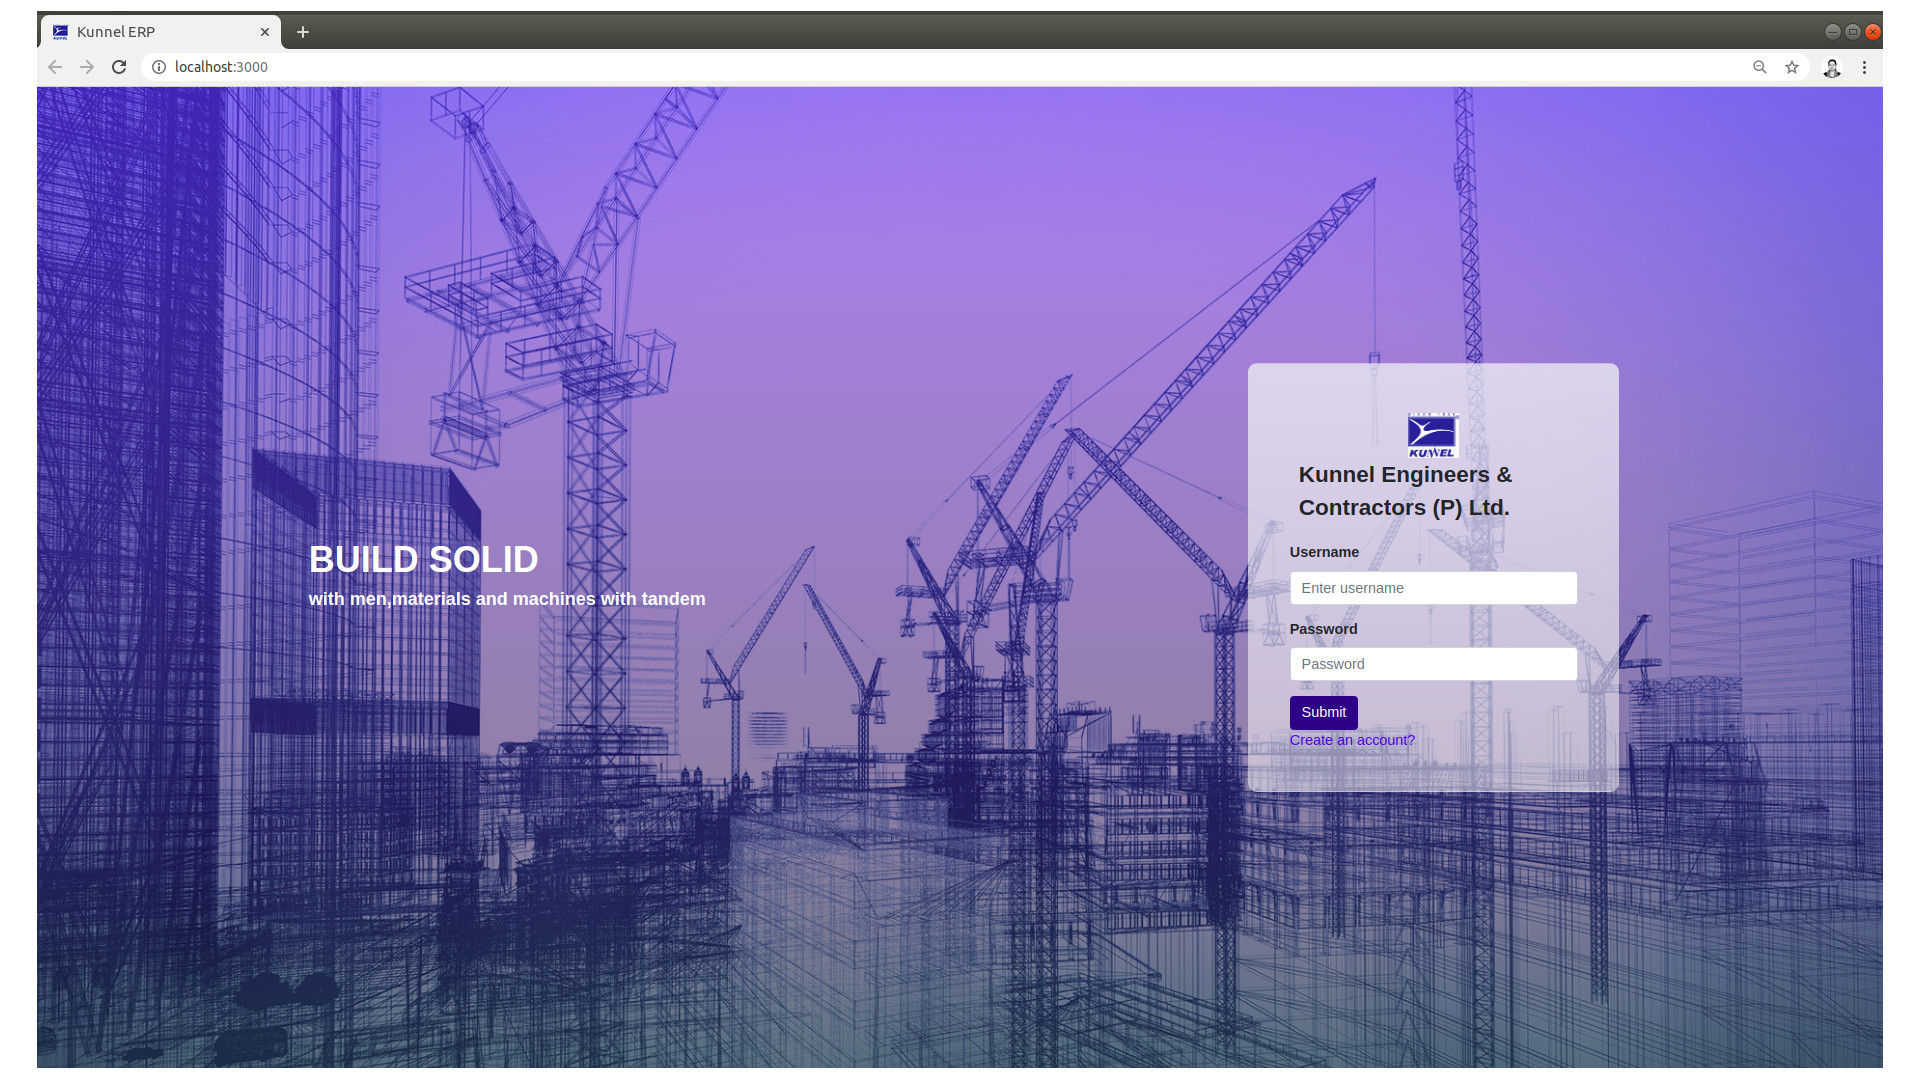 Kunnel ERP
localhost:3000
KUNNEL
Kunnel Engineers &
Contractors (P) Ltd.
BUILD SOLID
with men,materials and machines with tandem
Username
Enter username
Password
Password
Submit
Create an account?